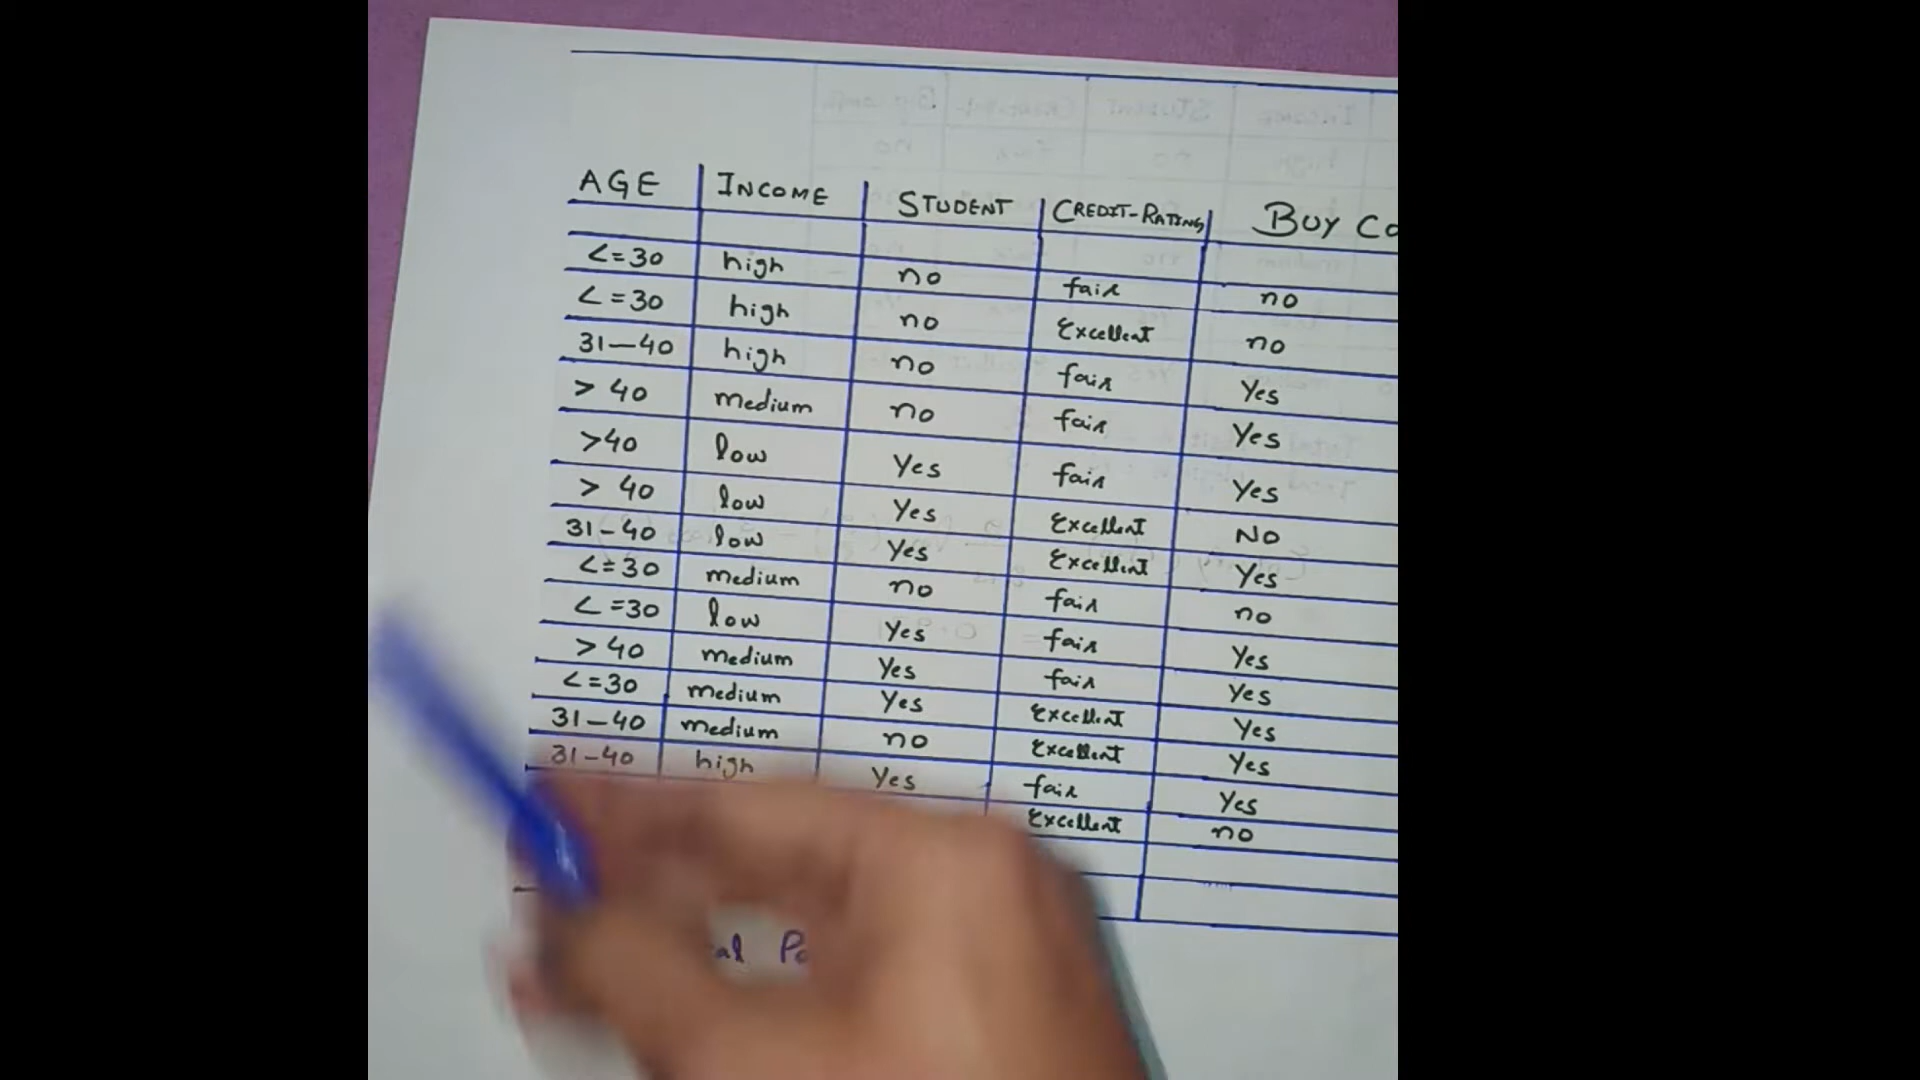 AGE INCOME STUDENT CREDIT-RATING BUY CO
<=30 high no fair no
<=30 high no Excellent no
31-40 high no fair Yes
> 40 medium no fair Yes
>40 low Yes fair Yes
> 40 low Yes Excellent NO
31-40 low Yes Excellent Yes
<=30 medium no fair no
<=30 low Yes fair Yes
>40 medium Yes fair Yes
<=30 medium Yes Excellent Yes
31-40 medium no Excellent Yes
31-40 high Yes fair Yes
Excellent no
al Po